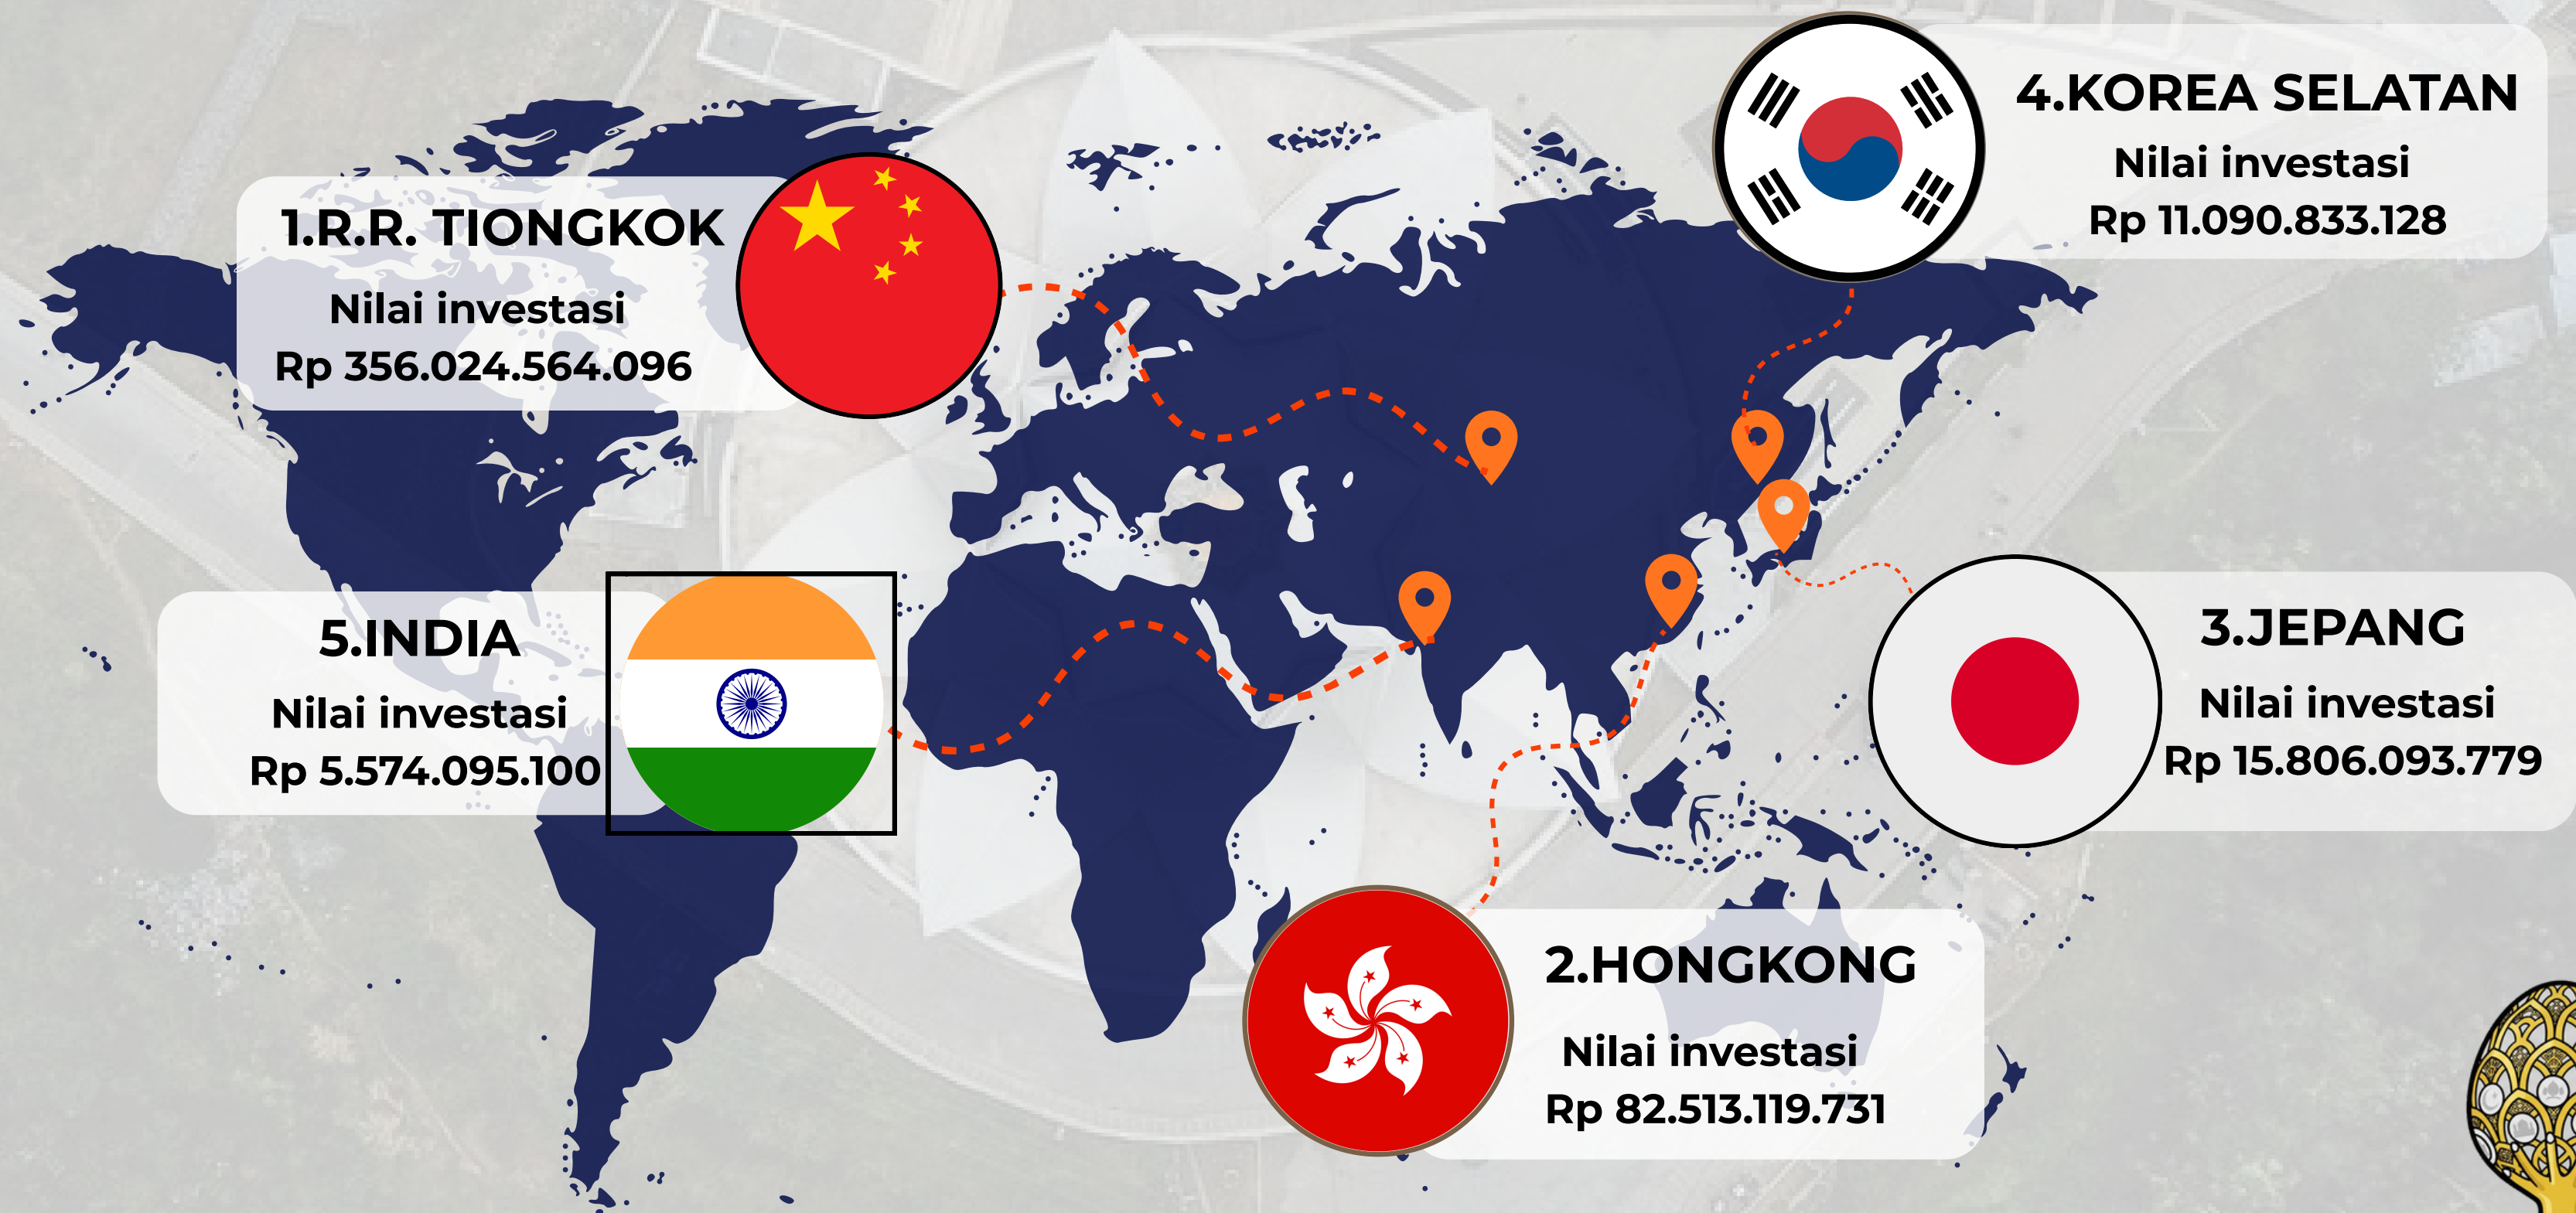 1.R.R. TIONGKOK
Nilai investasi
Rp 356.024.564.096
4.KOREA SELATAN
Nilai investasi
Rp 11.090.833.128
5.INDIA
Nilai investasi
Rp 5.574.095.100
3.JEPANG
Nilai investasi
Rp 15.806.093.779
2.HONGKONG
Nilai investasi
Rp 82.513.119.731